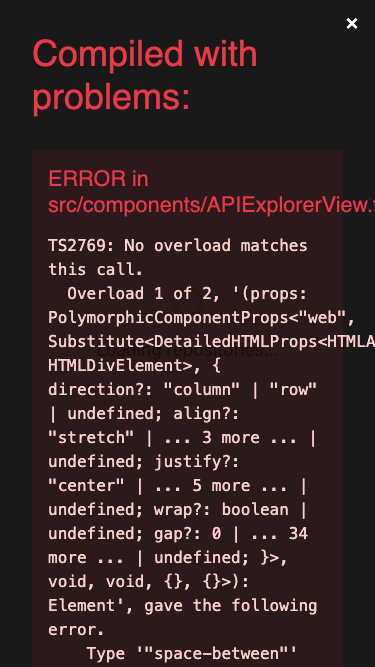 ×
Compiled with
problems:
ERROR in
src/components/APIExplorerView.
TS2769: No overload matches
this call.
Overload 1 of 2, '(props:
PolymorphicComponentProps<"web",
Substitute<DetailedHTMLProps<HTMLA
Loading repositories...
HTMLDivElement>, {
direction?: "column" | "row"
| undefined; align?:
"stretch" | ... 3 more ... |
undefined; justify?:
"center" | ... 5 more ... |
undefined; wrap?: boolean |
undefined; gap?: 0 | ... 34
more ... | undefined; }>,
void, void, {}, {}>):
Element', gave the following
error.
Type '"space-between"'